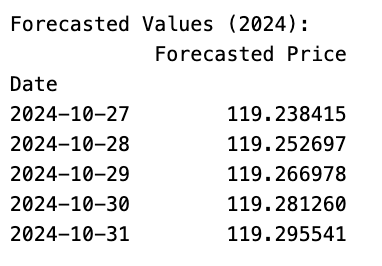 Forecasted Values (2024):
Forecasted Price
Date
2024-10-27 119.238415
2024-10-28 119.252697
2024-10-29 119.266978
2024-10-30 119.281260
2024-10-31 119.295541